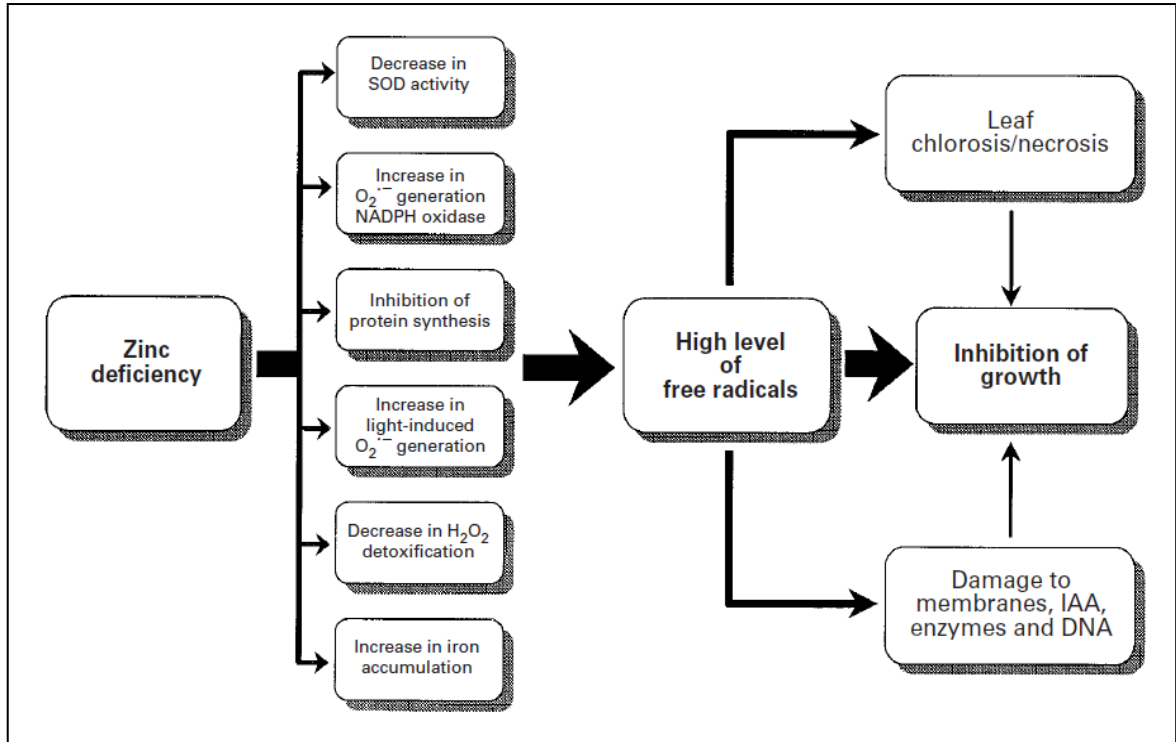 Decrease in
SOD activity
Increase in
O₂˙⁻ generation
NADPH oxidase
Inhibition of
protein synthesis
Increase in
light-induced
O₂˙⁻ generation
Decrease in H₂O₂
detoxification
Increase in iron
accumulation
Zinc
deficiency
High level
of
free radicals
Leaf
chlorosis/necrosis
Inhibition of
growth
Damage to
membranes, IAA,
enzymes and DNA